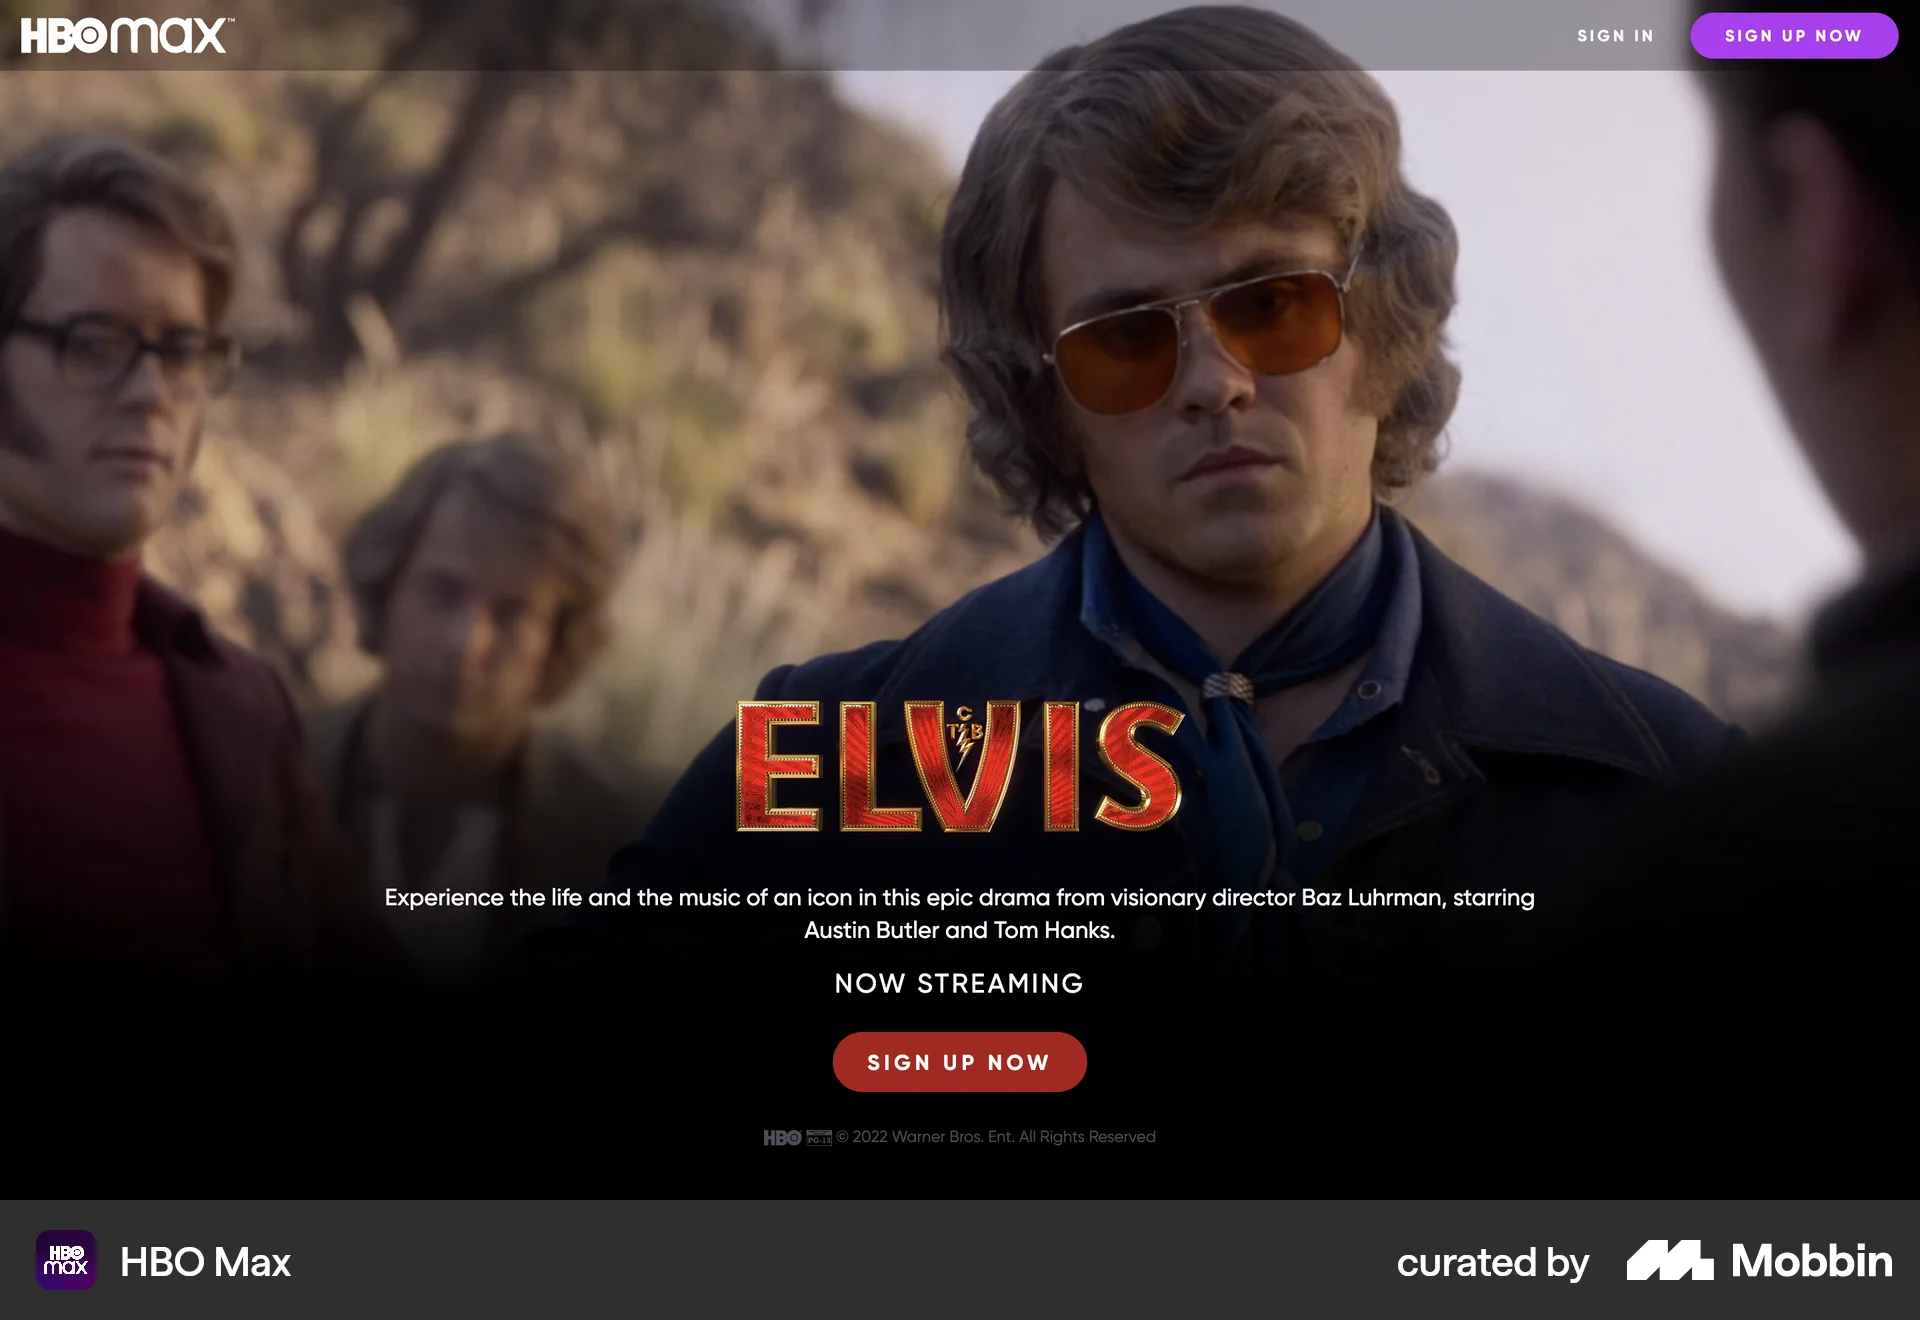 HBOMAX™
SIGN IN
SIGN UP NOW
ELVIS
TCB
Experience the life and the music of an icon in this epic drama from visionary director Baz Luhrman, starring
Austin Butler and Tom Hanks.
NOW STREAMING
SIGN UP NOW
HBO PG-13 © 2022 Warner Bros. Ent. All Rights Reserved
HBO max
HBO Max
curated by Mobbin